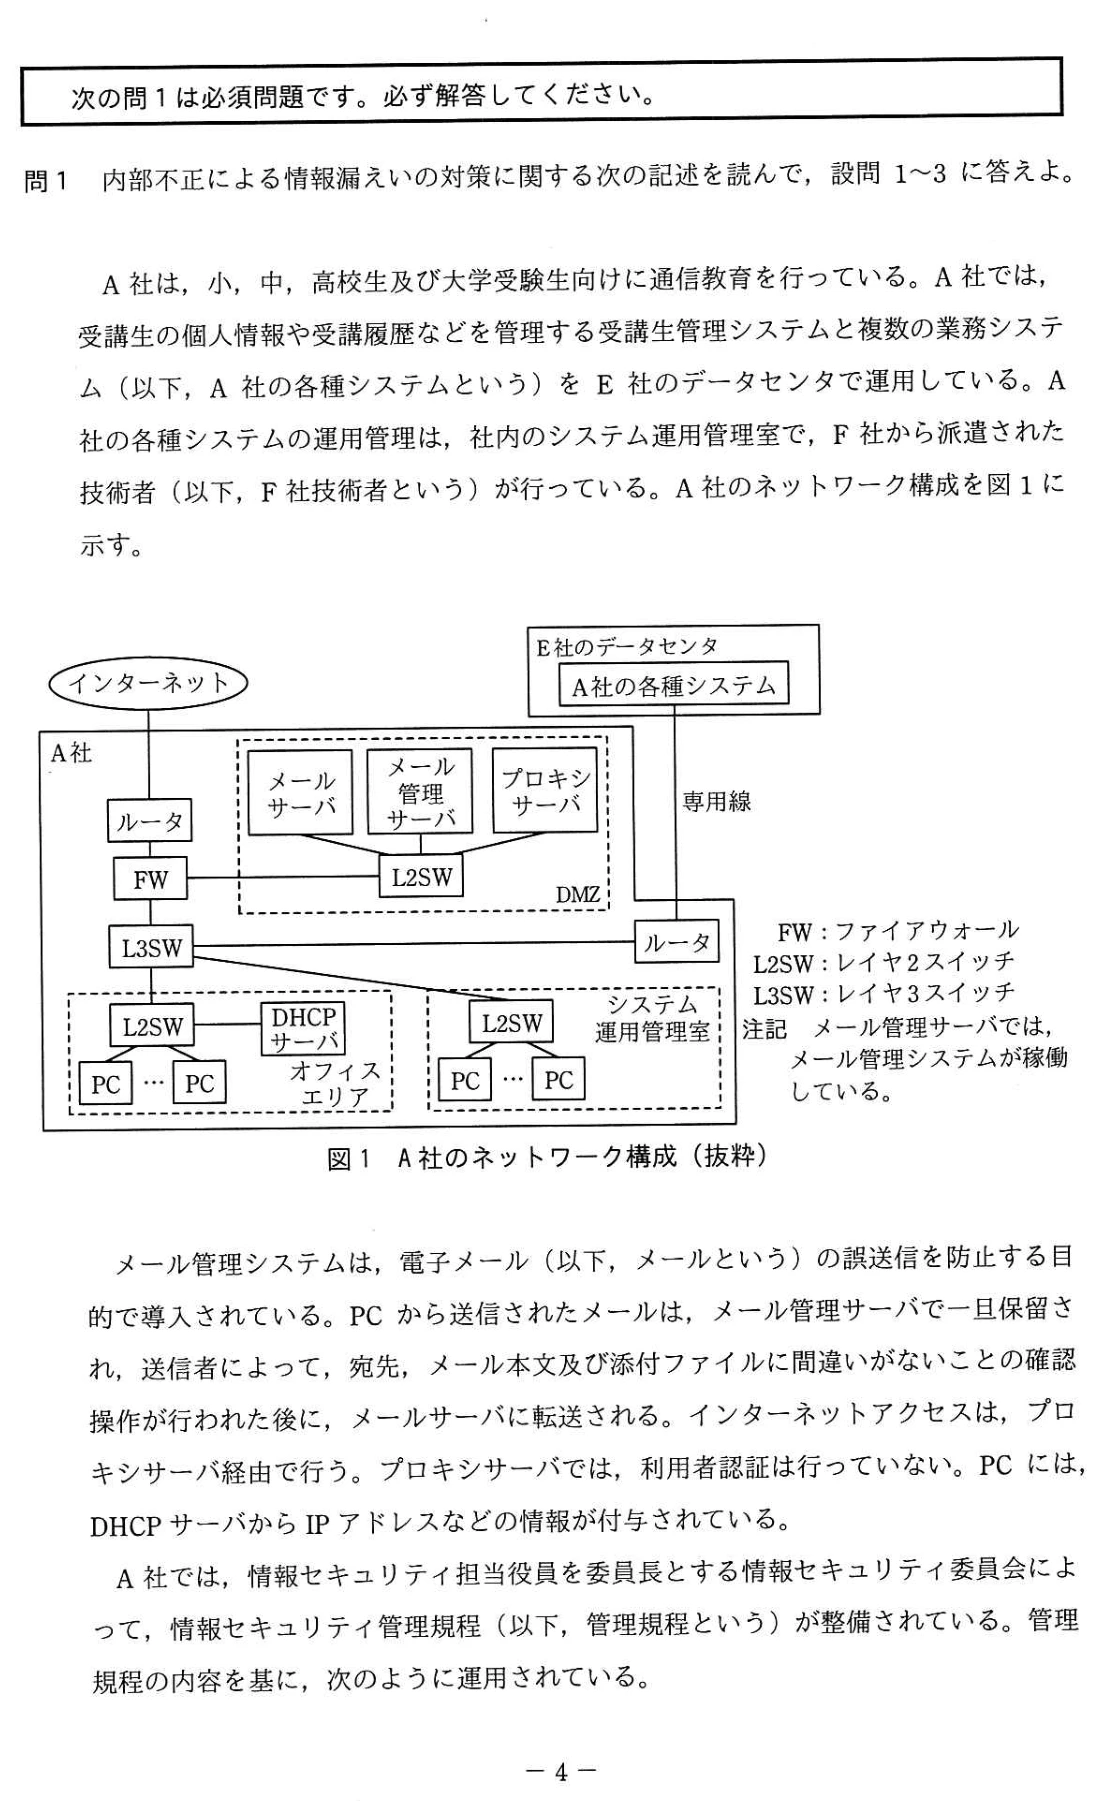 次の問1は必須問題です。必ず解答してください。
問1 内部不正による情報漏えいの対策に関する次の記述を読んで，設問 1〜3 に答えよ。
A 社は，小，中，高校生及び大学受験生向けに通信教育を行っている。A 社では，
受講生の個人情報や受講履歴などを管理する受講生管理システムと複数の業務システ
ム（以下，A 社の各種システムという）を E 社のデータセンタで運用している。A
社の各種システムの運用管理は，社内のシステム運用管理室で，F 社から派遣された
技術者（以下，F 社技術者という）が行っている。A 社のネットワーク構成を図 1 に
示す。
E社のデータセンタ
A社の各種システム
インターネット
A社
メール
サーバ
メール
管理
サーバ
プロキシ
サーバ
専用線
ルータ
FW
L2SW
DMZ
L3SW
ルータ
FW：ファイアウォール
L2SW：レイヤ2スイッチ
L3SW：レイヤ3スイッチ
注記 メール管理サーバでは，
メール管理システムが稼働
している。
L2SW
DHCP
サーバ
PC … PC
オフィス
エリア
L2SW
システム
運用管理室
PC … PC
図1 A社のネットワーク構成（抜粋）
メール管理システムは，電子メール（以下，メールという）の誤送信を防止する目
的で導入されている。PC から送信されたメールは，メール管理サーバで一旦保留さ
れ，送信者によって，宛先，メール本文及び添付ファイルに間違いがないことの確認
操作が行われた後に，メールサーバに転送される。インターネットアクセスは，プロ
キシサーバ経由で行う。プロキシサーバでは，利用者認証は行っていない。PC には，
DHCP サーバから IP アドレスなどの情報が付与されている。
A 社では，情報セキュリティ担当役員を委員長とする情報セキュリティ委員会によ
って，情報セキュリティ管理規程（以下，管理規程という）が整備されている。管理
規程の内容を基に，次のように運用されている。
－ 4 －